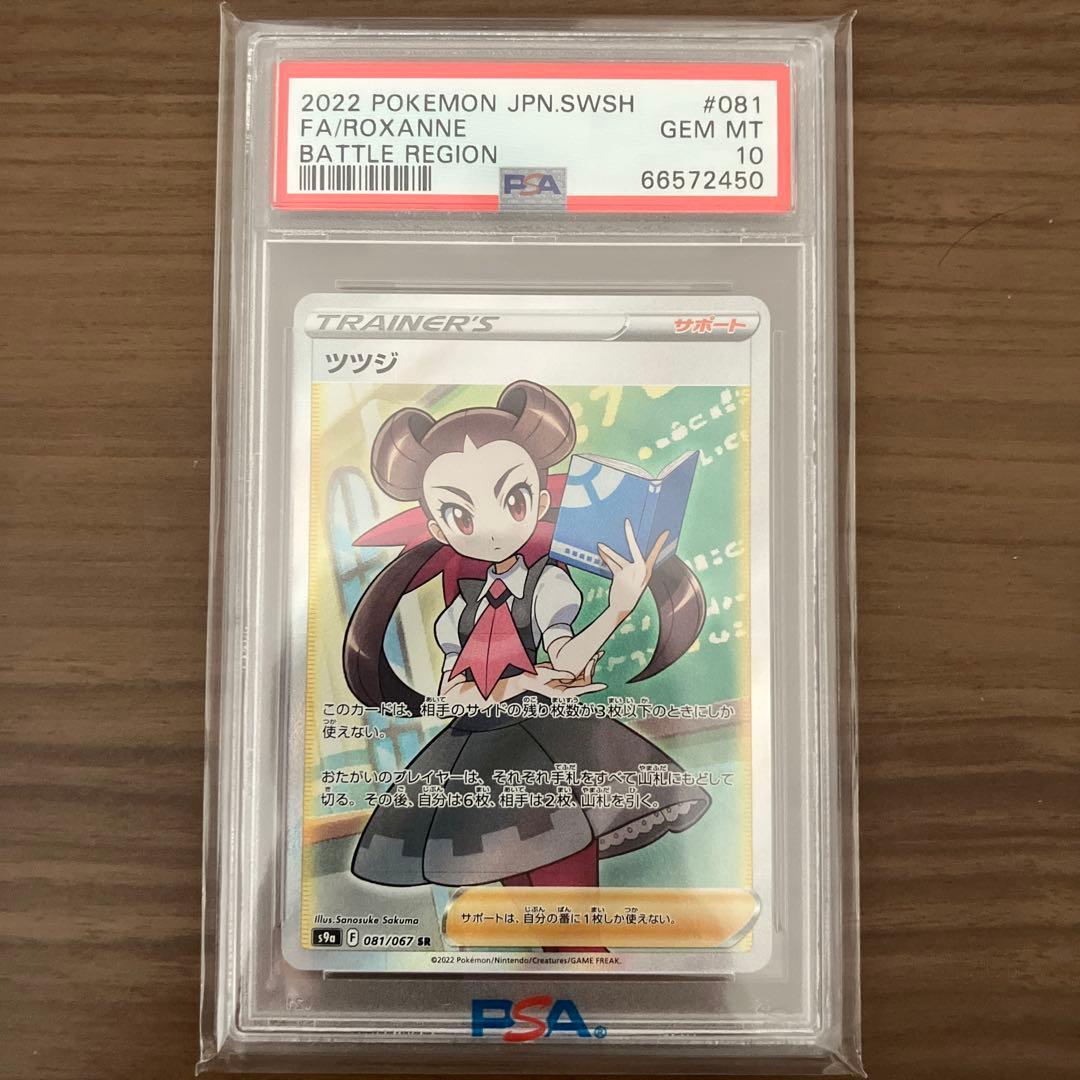 2022 POKEMON JPN.SWSH #081
FA/ROXANNE GEM MT
BATTLE REGION 10
PSA 66572450
TRAINER'S サポート
ツツジ
このカードは、相手のサイドの残り枚数が3枚以下のときにしか
使えない。
おたがいのプレイヤーは、それぞれ手札をすべて山札にもどして
切る。その後、自分は6枚、相手は2枚、山札を引く。
サポートは、自分の番に1枚しか使えない。
Illus.Sanosuke Sakuma
s9a F 081/067 SR
©2022 Pokémon/Nintendo/Creatures/GAME FREAK.
PSA®